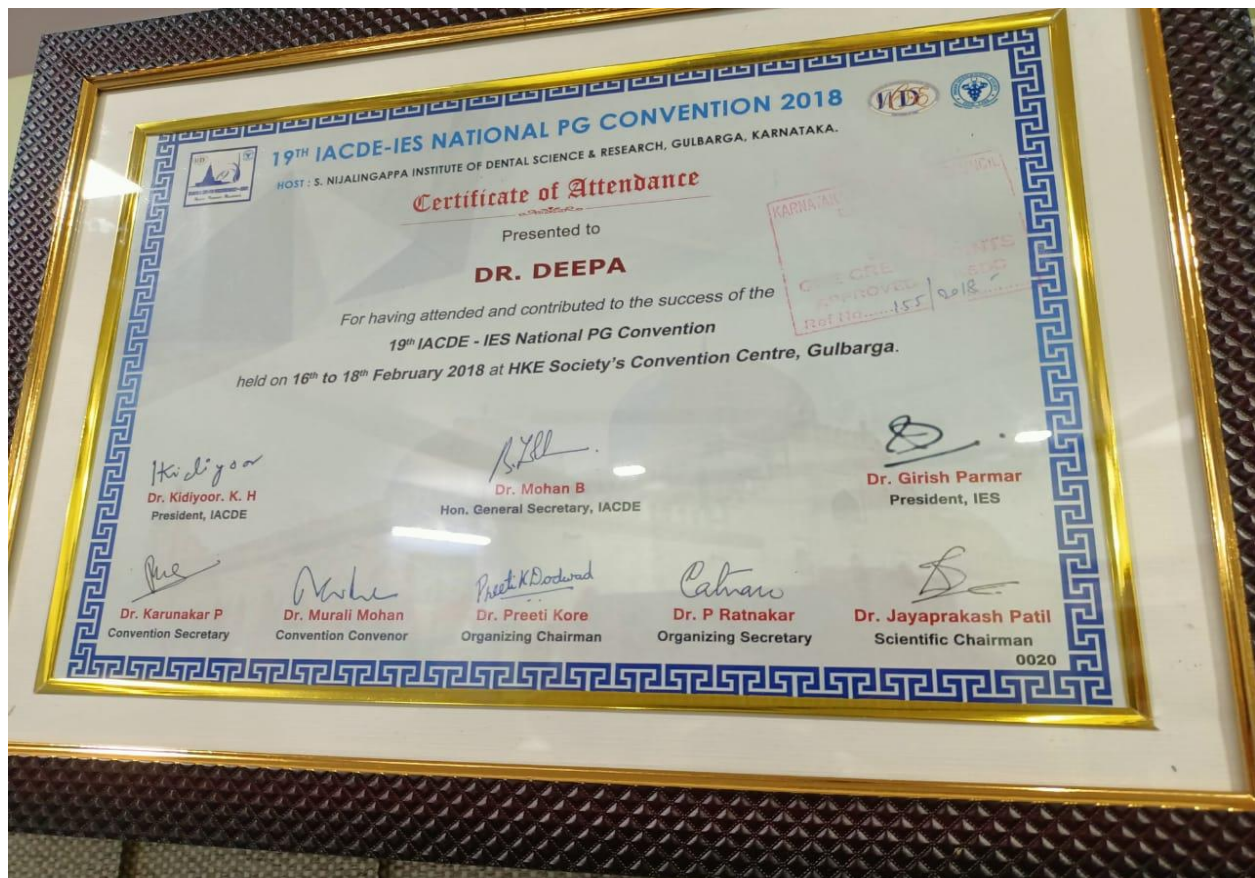 19TH IACDE-IES NATIONAL PG CONVENTION 2018
HOST : S. NIJALINGAPPA INSTITUTE OF DENTAL SCIENCE & RESEARCH, GULBARGA, KARNATAKA.
Certificate of Attendance
Presented to
DR. DEEPA
For having attended and contributed to the success of the
19th IACDE - IES National PG Convention
held on 16th to 18th February 2018 at HKE Society's Convention Centre, Gulbarga.
APPROVED
Ref No......155/2018
Kidiyoor
Dr. Kidiyoor. K. H
President, IACDE
Dr. Mohan B
Hon. General Secretary, IACDE
Dr. Girish Parmar
President, IES
Dr. Karunakar P
Convention Secretary
Dr. Murali Mohan
Convention Convenor
Preeti K Dodwad
Dr. Preeti Kore
Organizing Chairman
Dr. P Ratnakar
Organizing Secretary
Dr. Jayaprakash Patil
Scientific Chairman
0020